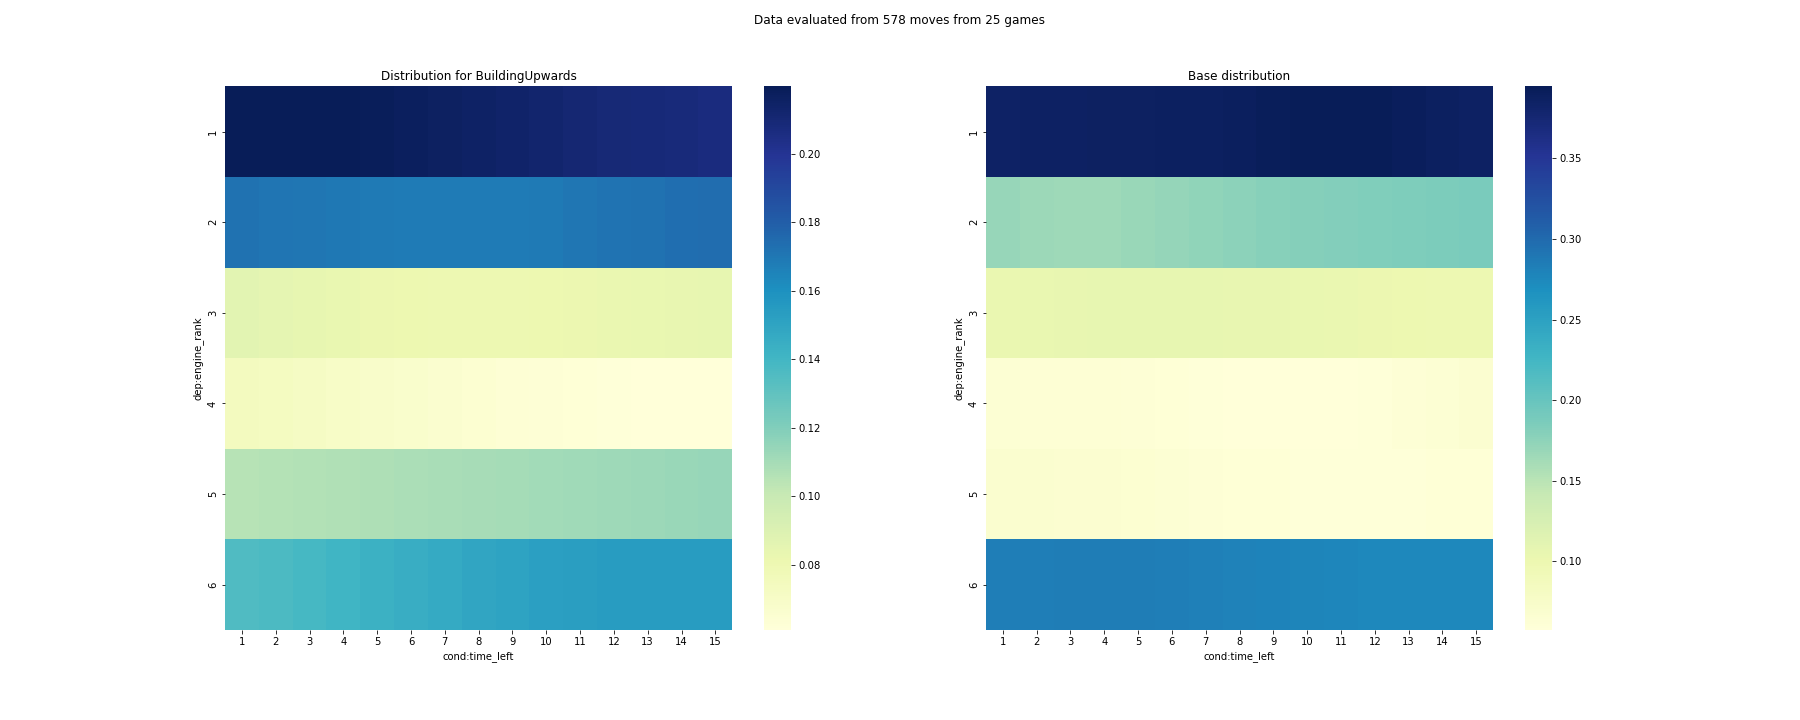 Data evaluated from 578 moves from 25 games
Distribution for BuildingUpwards
dep:engine_rank
1
2
3
4
5
6
1 2 3 4 5 6 7 8 9 10 11 12 13 14 15
cond:time_left
0.20
0.18
0.16
0.14
0.12
0.10
0.08
Base distribution
dep:engine_rank
1
2
3
4
5
6
1 2 3 4 5 6 7 8 9 10 11 12 13 14 15
cond:time_left
0.35
0.30
0.25
0.20
0.15
0.10